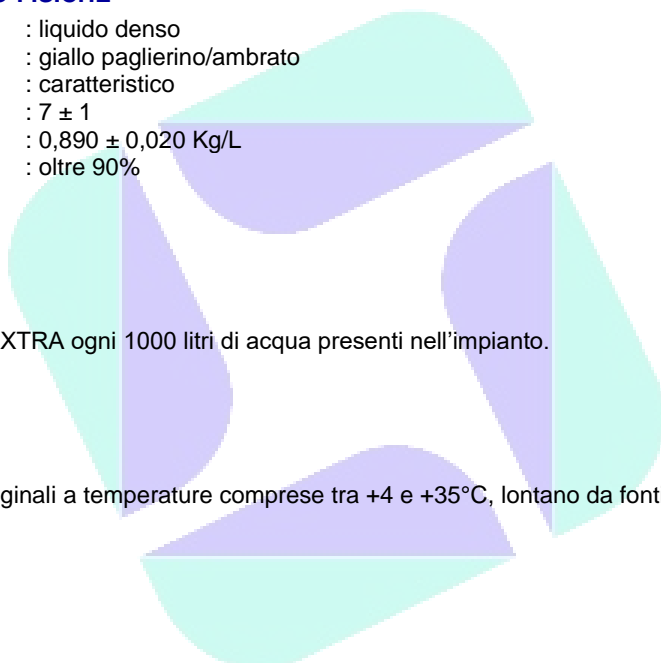 : liquido denso
: giallo paglierino/ambrato
: caratteristico
: 7 ± 1
: 0,890 ± 0,020 Kg/L
: oltre 90%
XTRA ogni 1000 litri di acqua presenti nell'impianto.
ginali a temperature comprese tra +4 e +35°C, lontano da font